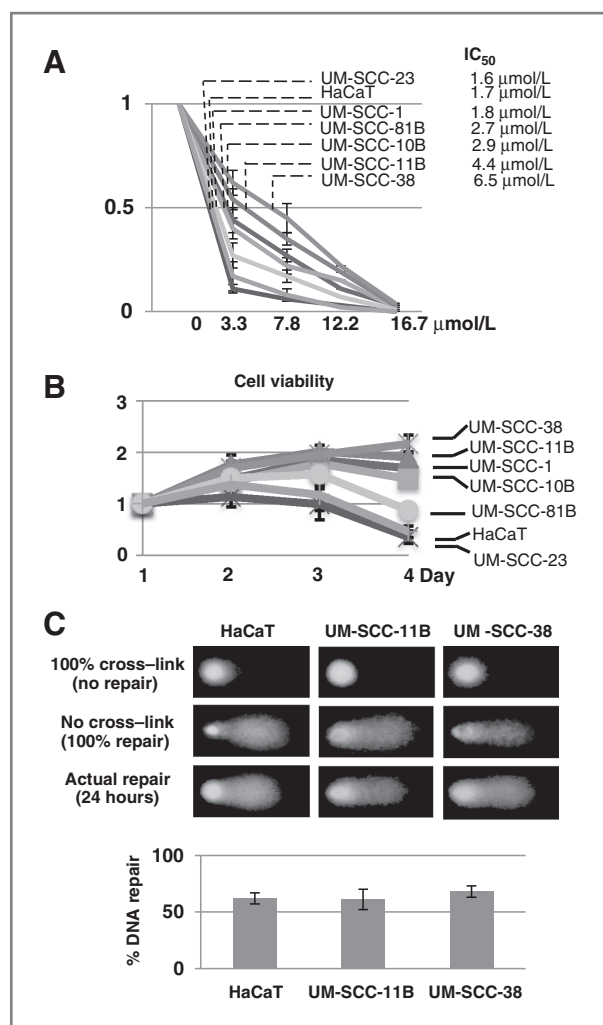 A
IC50
UM-SCC-23 1.6 µmol/L
HaCaT 1.7 µmol/L
UM-SCC-1 1.8 µmol/L
UM-SCC-81B 2.7 µmol/L
UM-SCC-10B 2.9 µmol/L
UM-SCC-11B 4.4 µmol/L
UM-SCC-38 6.5 µmol/L
1
0.5
0
0 3.3 7.8 12.2 16.7 µmol/L
B
Cell viability
3
2
1
0
1 2 3 4 Day
UM-SCC-38
UM-SCC-11B
UM-SCC-1
UM-SCC-10B
UM-SCC-81B
HaCaT
UM-SCC-23
C
HaCaT UM-SCC-11B UM -SCC-38
100% cross–link
(no repair)
No cross–link
(100% repair)
Actual repair
(24 hours)
% DNA repair
100
50
0
HaCaT UM-SCC-11B UM-SCC-38